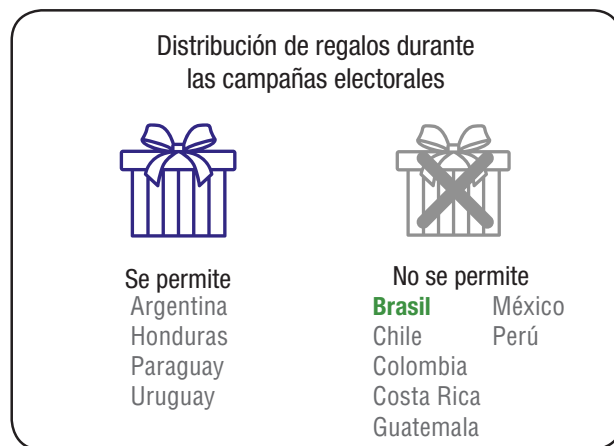 Distribución de regalos durante
las campañas electorales
Se permite
Argentina
Honduras
Paraguay
Uruguay
No se permite
Brasil
Chile
Colombia
Costa Rica
Guatemala
México
Perú